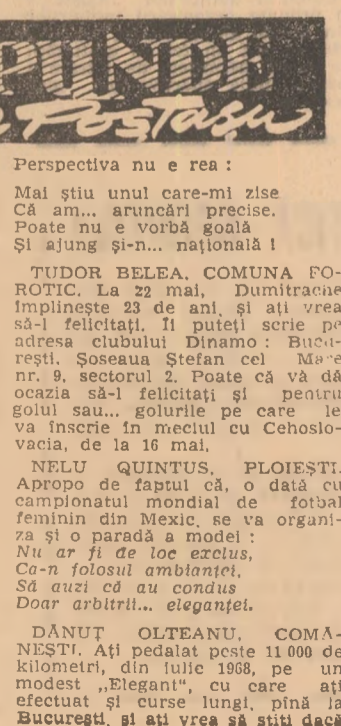 PUNDE
Poștașu
Perspectiva nu e rea :
Mai știu unul care-mi zise
Că am... aruncări precise.
Poate nu e vorbă goală
Și ajung și-n... națională !
TUDOR BELEA, COMUNA FO-
ROTIC. La 22 mai, Dumitrache
împlinește 23 de ani, și ați vrea
să-l felicitați. Îi puteți scrie pe
adresa clubului Dinamo : Bucu-
rești. Șoseaua Ștefan cel Mare
nr. 9, sectorul 2. Poate că vă dă
ocazia să-l felicitați și pentru
golul sau... golurile pe care le
va înscrie în meciul cu Cehoslo-
vacia, de la 16 mai.
NELU QUINTUS, PLOIEȘTI.
Apropo de faptul că, o dată cu
campionatul mondial de fotbal
feminin din Mexic, se va organi-
za și o paradă a modei :
Nu ar fi de loc exclus,
Ca-n folosul ambianței,
Să auzi că au condus
Doar arbitrii... eleganței.
DĂNUȚ OLTEANU, COMĂ-
NEȘTI. Ați pedalat peste 11 000 de
kilometri, din iulie 1968, pe un
modest „Elegant“, cu care ați
efectuat și curse lungi, pînă la
București, și ați vrea să știți dacă